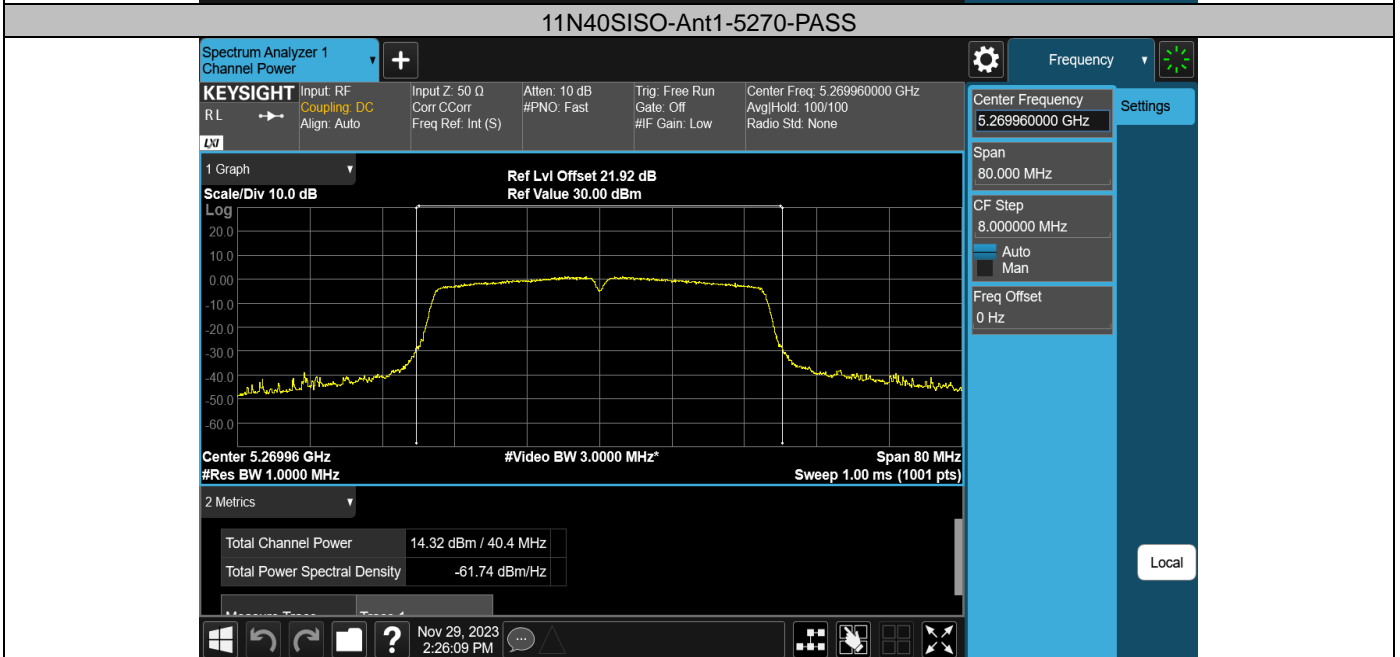 11N40SISO-Ant1-5270-PASS
Spectrum Analyzer 1
Channel Power
+
Frequency
KEYSIGHT
RL
LXI
Input: RF
Coupling: DC
Align: Auto
Input Z: 50 Ω
Corr CCorr
Freq Ref: Int (S)
Atten: 10 dB
#PNO: Fast
Trig: Free Run
Gate: Off
#IF Gain: Low
Center Freq: 5.269960000 GHz
Avg|Hold: 100/100
Radio Std: None
Center Frequency
5.269960000 GHz
Settings
Span
80.000 MHz
CF Step
8.000000 MHz
Auto
Man
Freq Offset
0 Hz
1 Graph
Scale/Div 10.0 dB
Ref Lvl Offset 21.92 dB
Ref Value 30.00 dBm
Log
20.0
10.0
0.00
-10.0
-20.0
-30.0
-40.0
-50.0
-60.0
Center 5.26996 GHz
#Video BW 3.0000 MHz*
Span 80 MHz
#Res BW 1.0000 MHz
Sweep 1.00 ms (1001 pts)
2 Metrics
Total Channel Power 14.32 dBm / 40.4 MHz
Total Power Spectral Density -61.74 dBm/Hz
Measure Trace Trace 1
Local
?
Nov 29, 2023
2:26:09 PM